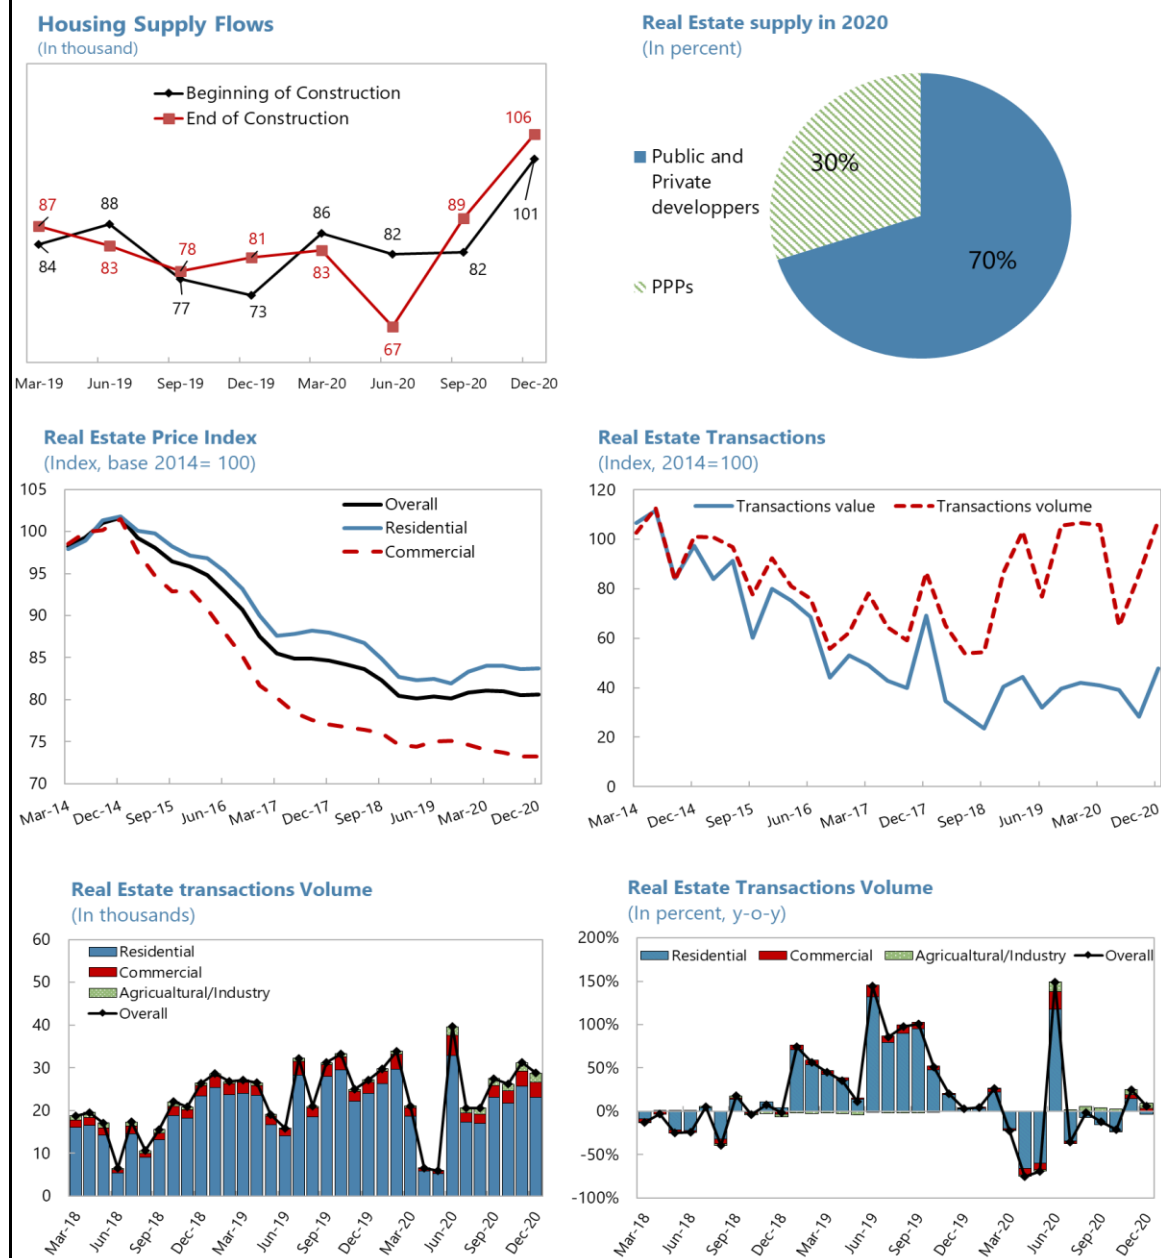 Housing Supply Flows
(In thousand)
Beginning of Construction
End of Construction
87
88
78
81
86
82
89
106
84
83
77
73
83
67
82
101
Mar-19 Jun-19 Sep-19 Dec-19 Mar-20 Jun-20 Sep-20 Dec-20
Real Estate supply in 2020
(In percent)
Public and
Private
developpers
PPPs
30%
70%
Real Estate Price Index
(Index, base 2014= 100)
105
100
95
90
85
80
75
70
Overall
Residential
Commercial
Mar-14 Dec-14 Sep-15 Jun-16 Mar-17 Dec-17 Sep-18 Jun-19 Mar-20 Dec-20
Real Estate Transactions
(Index, 2014=100)
120
100
80
60
40
20
0
Transactions value Transactions volume
Mar-14 Dec-14 Sep-15 Jun-16 Mar-17 Dec-17 Sep-18 Jun-19 Mar-20 Dec-20
Real Estate transactions Volume
(In thousands)
60
50
40
30
20
10
0
Residential
Commercial
Agricualtural/Industry
Overall
Mar-18 Jun-18 Sep-18 Dec-18 Mar-19 Jun-19 Sep-19 Dec-19 Mar-20 Jun-20 Sep-20 Dec-20
Real Estate Transactions Volume
(In percent, y-o-y)
200%
150%
100%
50%
0%
-50%
-100%
Residential Commercial Agricualtural/Industry Overall
Mar-18 Jun-18 Sep-18 Dec-18 Mar-19 Jun-19 Sep-19 Dec-19 Mar-20 Jun-20 Sep-20 Dec-20